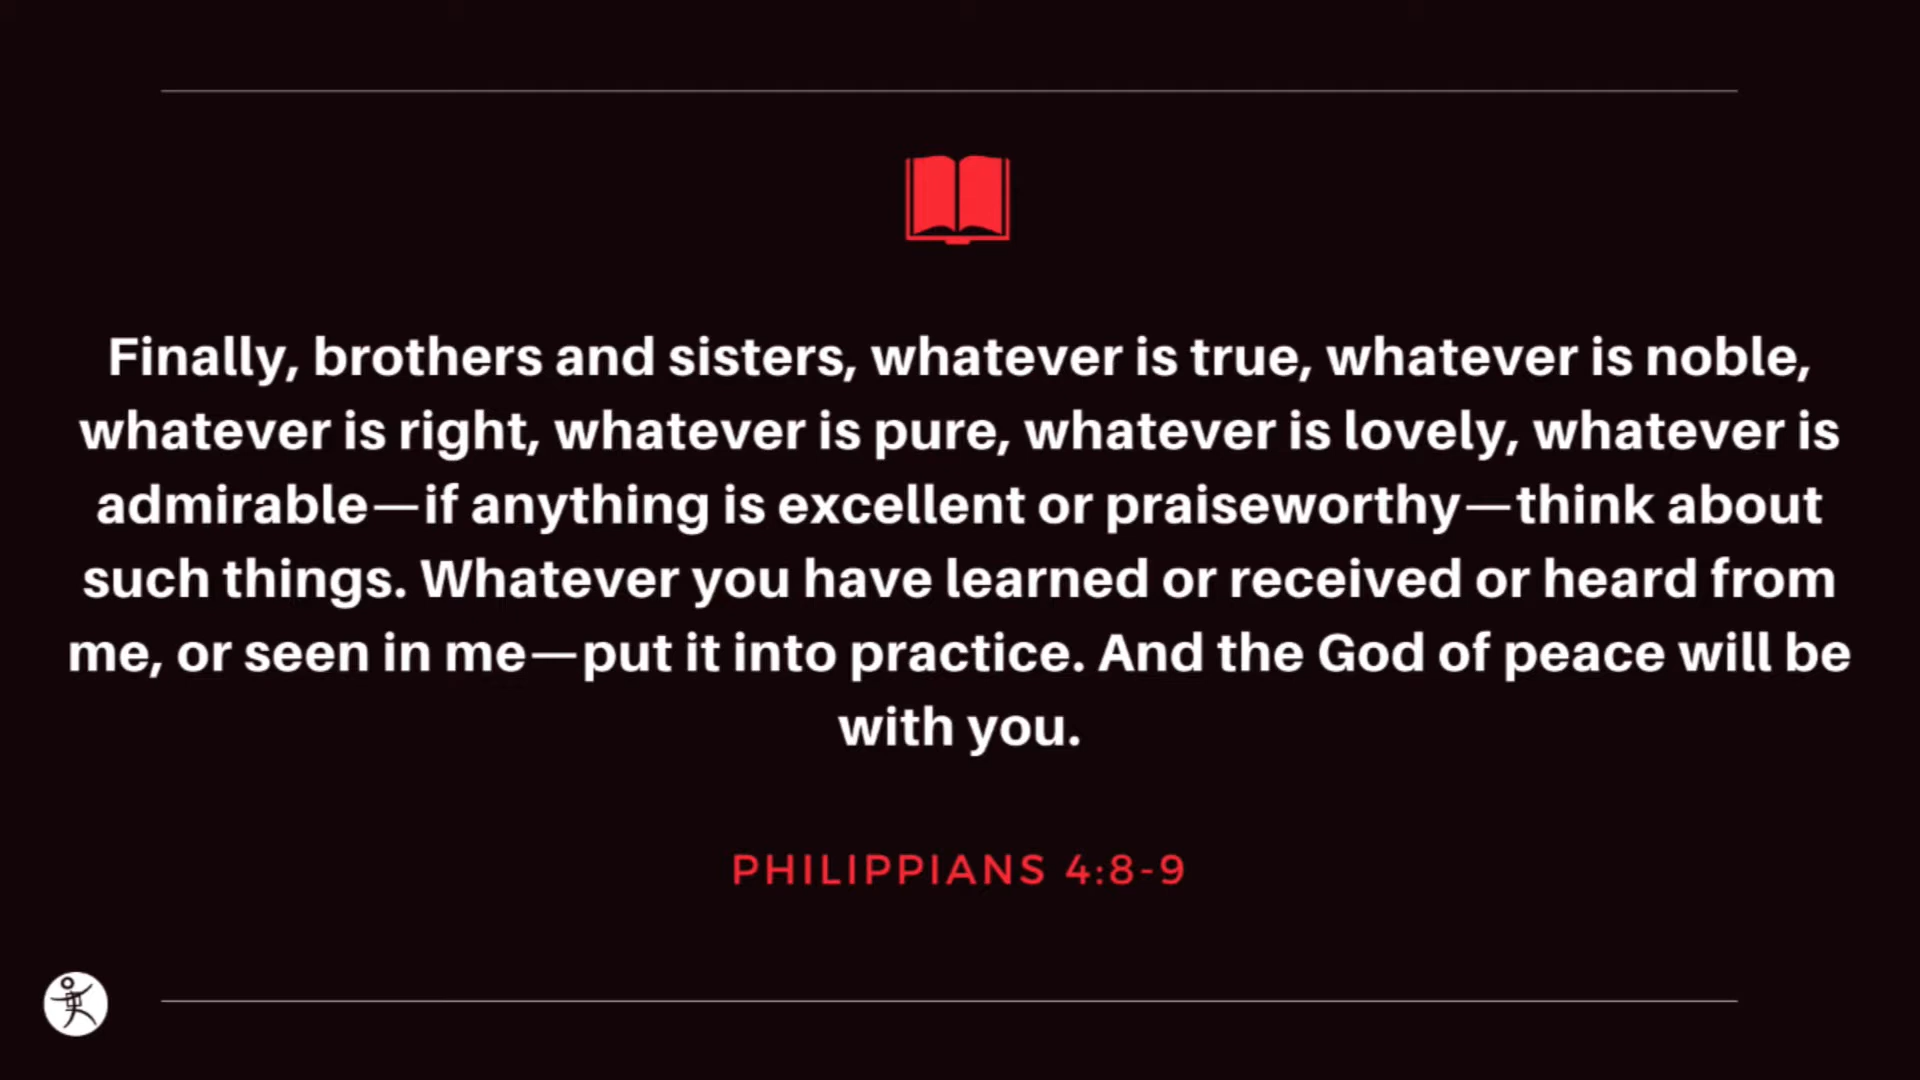 Finally, brothers and sisters, whatever is true, whatever is noble,
whatever is right, whatever is pure, whatever is lovely, whatever is
admirable—if anything is excellent or praiseworthy—think about
such things. Whatever you have learned or received or heard from
me, or seen in me—put it into practice. And the God of peace will be
with you.
PHILIPPIANS 4:8-9